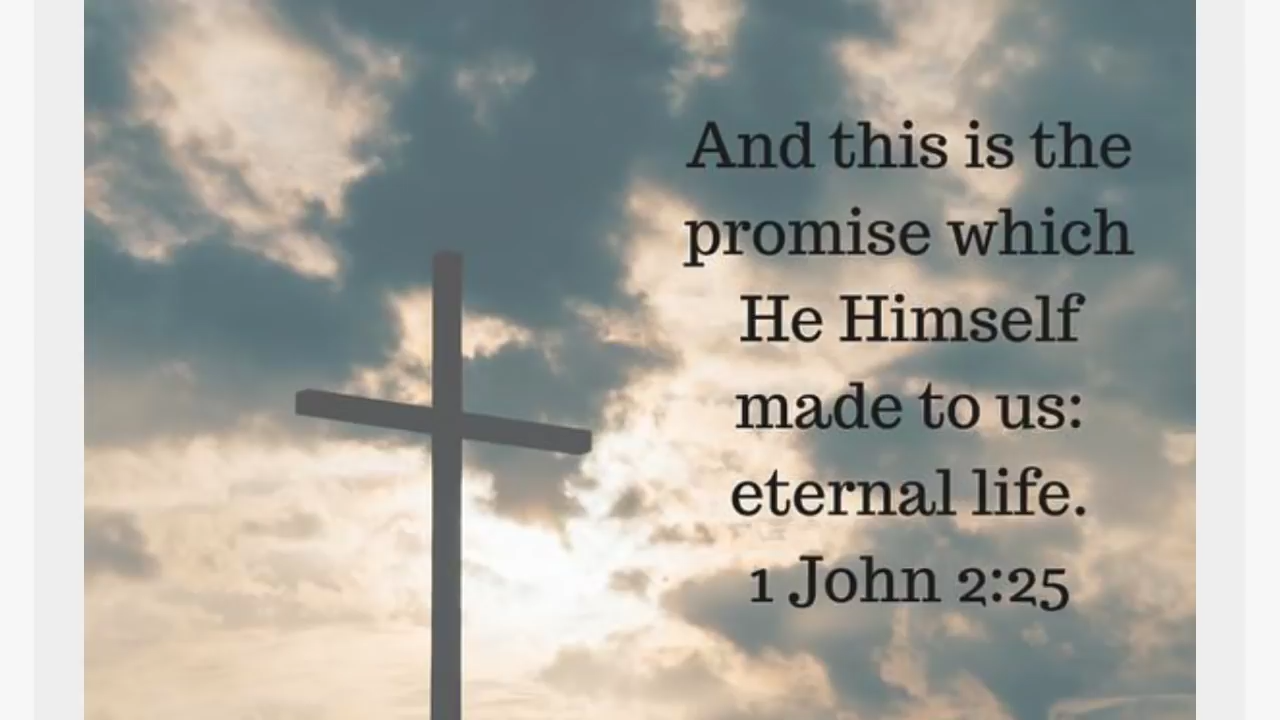 And this is the
promise which
He Himself
made to us:
eternal life.
1 John 2:25